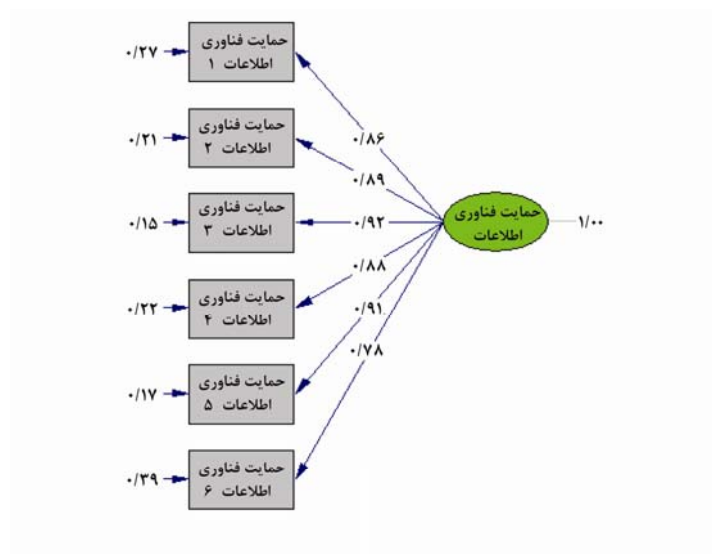 حمایت فناوری
اطلاعات ۱
۰/۲۷
۰/۸۶
حمایت فناوری
اطلاعات ۲
۰/۲۱
۰/۸۹
حمایت فناوری
اطلاعات ۳
۰/۱۵
۰/۹۲
حمایت فناوری
اطلاعات
۱/۰۰
حمایت فناوری
اطلاعات ۴
۰/۲۲
۰/۸۸
حمایت فناوری
اطلاعات ۵
۰/۱۷
۰/۹۱
حمایت فناوری
اطلاعات ۶
۰/۳۹
۰/۷۸